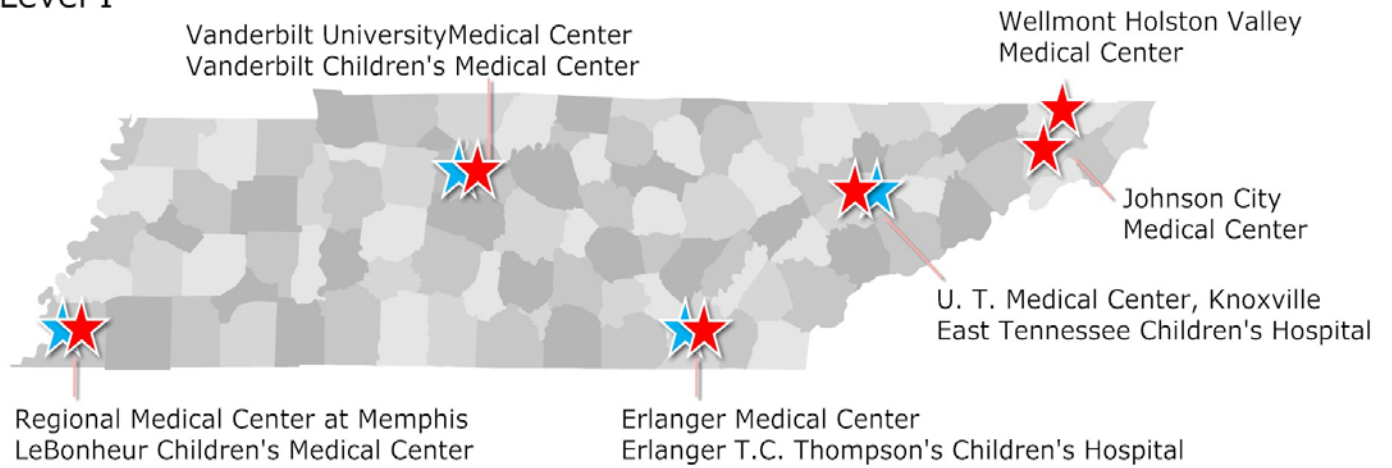 Level I
Vanderbilt UniversityMedical Center
Vanderbilt Children's Medical Center
Wellmont Holston Valley
Medical Center
Johnson City
Medical Center
U. T. Medical Center, Knoxville
East Tennessee Children's Hospital
Regional Medical Center at Memphis
LeBonheur Children's Medical Center
Erlanger Medical Center
Erlanger T.C. Thompson's Children's Hospital